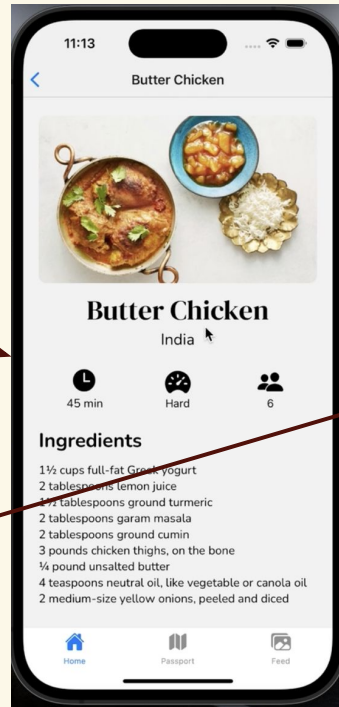 11:13
Butter Chicken
Butter Chicken
India
45 min
Hard
6
Ingredients
1½ cups full-fat Greek yogurt
2 tablespoons lemon juice
1½ tablespoons ground turmeric
2 tablespoons garam masala
2 tablespoons ground cumin
3 pounds chicken thighs, on the bone
¼ pound unsalted butter
4 teaspoons neutral oil, like vegetable or canola oil
2 medium-size yellow onions, peeled and diced
Home Passport Feed